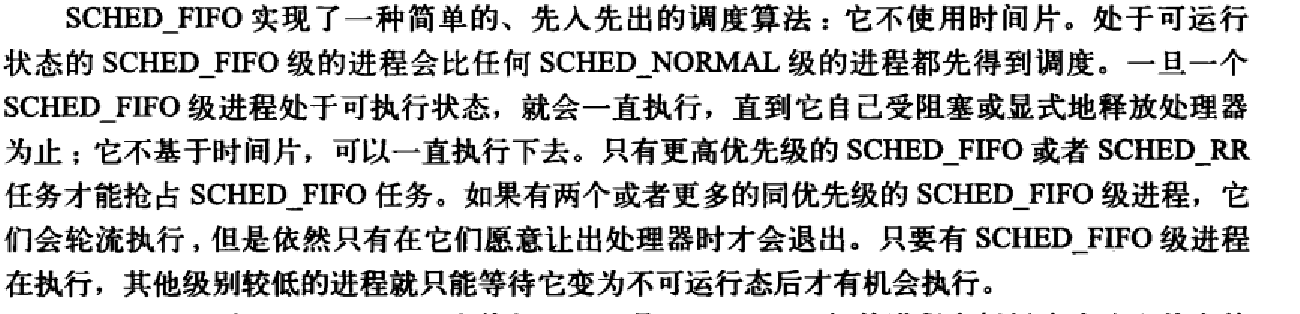 SCHED_FIFO 实现了一种简单的、先入先出的调度算法：它不使用时间片。处于可运行
状态的 SCHED_FIFO 级的进程会比任何 SCHED_NORMAL 级的进程都先得到调度。一旦一个
SCHED_FIFO 级进程处于可执行状态，就会一直执行，直到它自己受阻塞或显式地释放处理器
为止；它不基于时间片，可以一直执行下去。只有更高优先级的 SCHED_FIFO 或者 SCHED_RR
任务才能抢占 SCHED_FIFO 任务。如果有两个或者更多的同优先级的 SCHED_FIFO 级进程，它
们会轮流执行，但是依然只有在它们愿意让出处理器时才会退出。只要有 SCHED_FIFO 级进程
在执行，其他级别较低的进程就只能等待它变为不可运行态后才有机会执行。